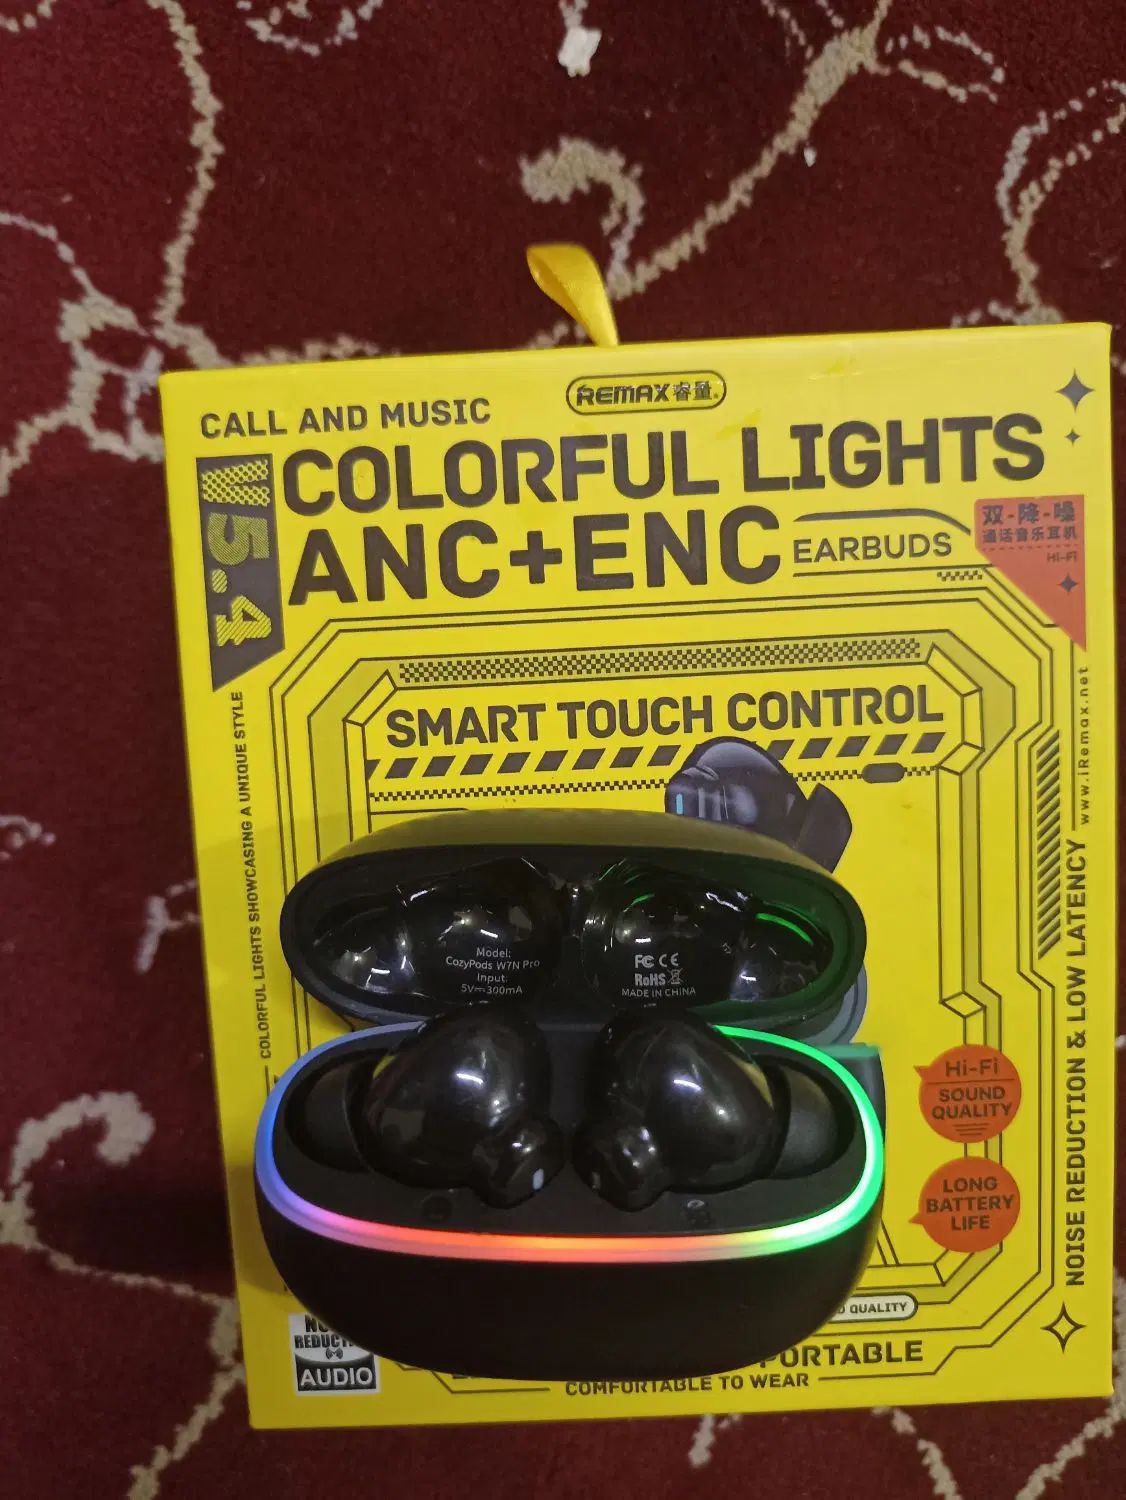 REMAX睿量
CALL AND MUSIC
V5.4
COLORFUL LIGHTS
ANC+ENC
EARBUDS
双-降-噪
通话音乐耳机
Hi-Fi
SMART TOUCH CONTROL
COLORFUL LIGHTS SHOWCASING A UNIQUE STYLE
www.iRemax.net
NOISE REDUCTION & LOW LATENCY
Model:
CozyPods W7N Pro
Input:
5V⎓300mA
FC CE
RoHS
MADE IN CHINA
Hi-Fi
SOUND
QUALITY
LONG
BATTERY
LIFE
QUALITY
AUDIO
PORTABLE
COMFORTABLE TO WEAR